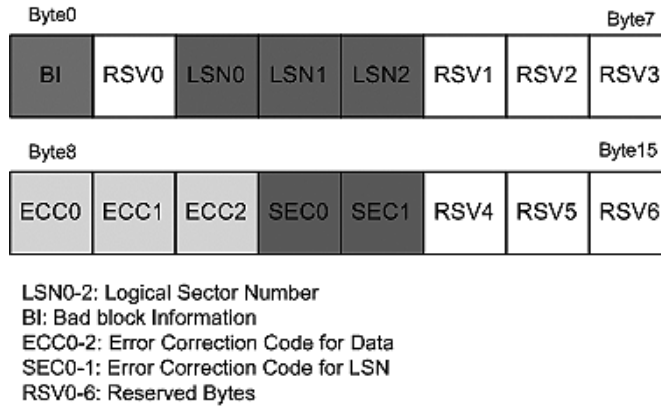 Byte0 Byte7
BI RSV0 LSN0 LSN1 LSN2 RSV1 RSV2 RSV3
Byte8 Byte15
ECC0 ECC1 ECC2 SEC0 SEC1 RSV4 RSV5 RSV6
LSN0-2: Logical Sector Number
BI: Bad block Information
ECC0-2: Error Correction Code for Data
SEC0-1: Error Correction Code for LSN
RSV0-6: Reserved Bytes